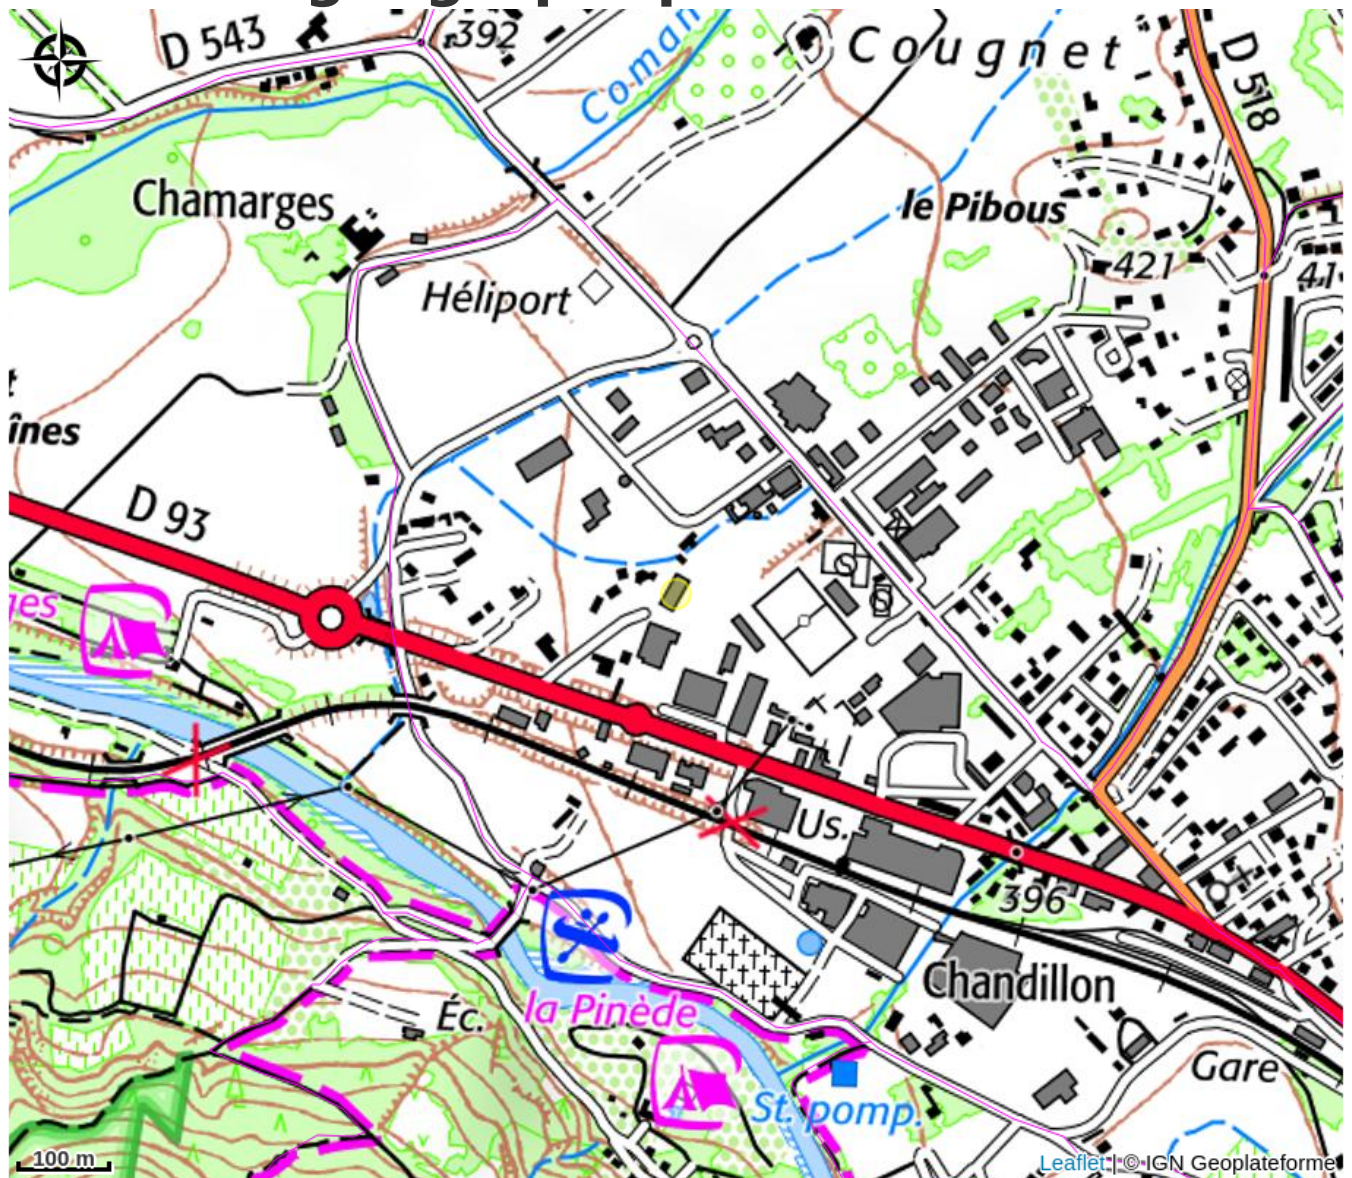 D 543
392
Coman
Cougnet
D 518
Chamarges
le Pibous
421
41
Héliport
ines
D 93
ges
Us.
396
Chandillon
la Pinède
Éc.
Gare
St. pomp.
100 m
Leaflet | © IGN Geoplateforme